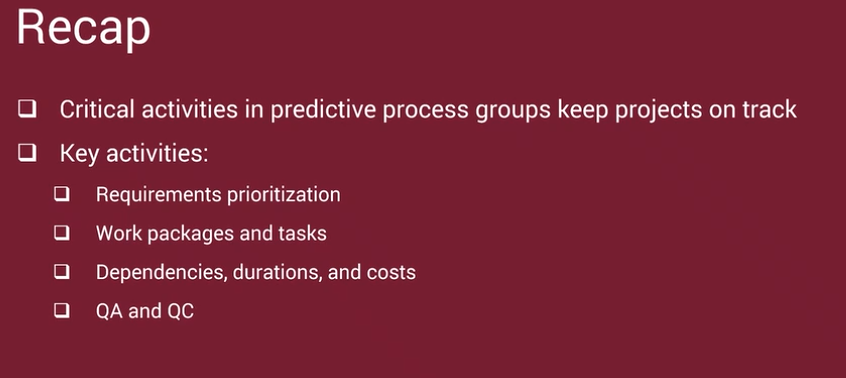 Recap
❑ Critical activities in predictive process groups keep projects on track
❑ Key activities:
❑ Requirements prioritization
❑ Work packages and tasks
❑ Dependencies, durations, and costs
❑ QA and QC